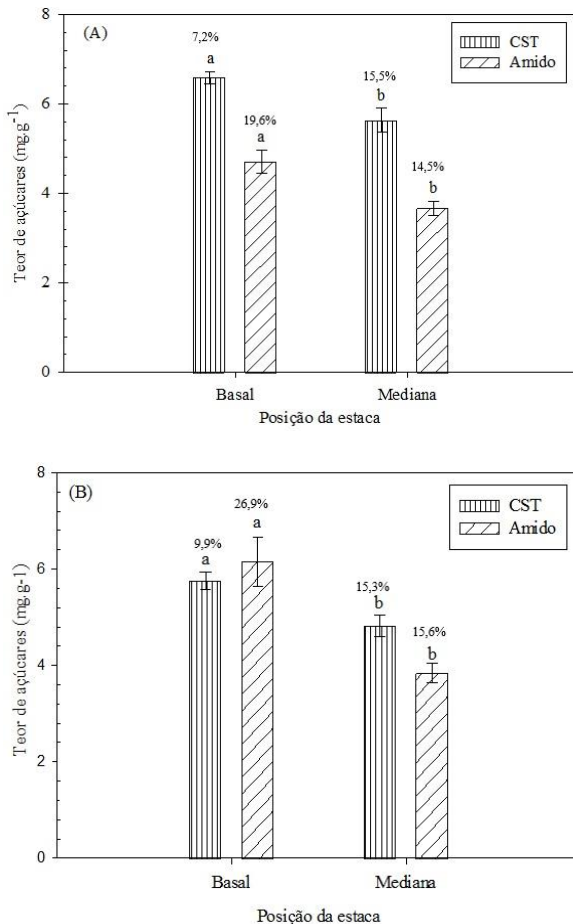 (A)
8
7,2%
a
CST
Amido
15,5%
b
6
19,6%
a
14,5%
b
4
2
0
Teor de açúcares (mg.g-1)
Basal
Mediana
Posição da estaca
(B)
8
26,9%
a
CST
Amido
9,9%
a
6
15,3%
b
15,6%
b
4
2
0
Teor de açúcares (mg.g-1)
Basal
Mediana
Posição da estaca